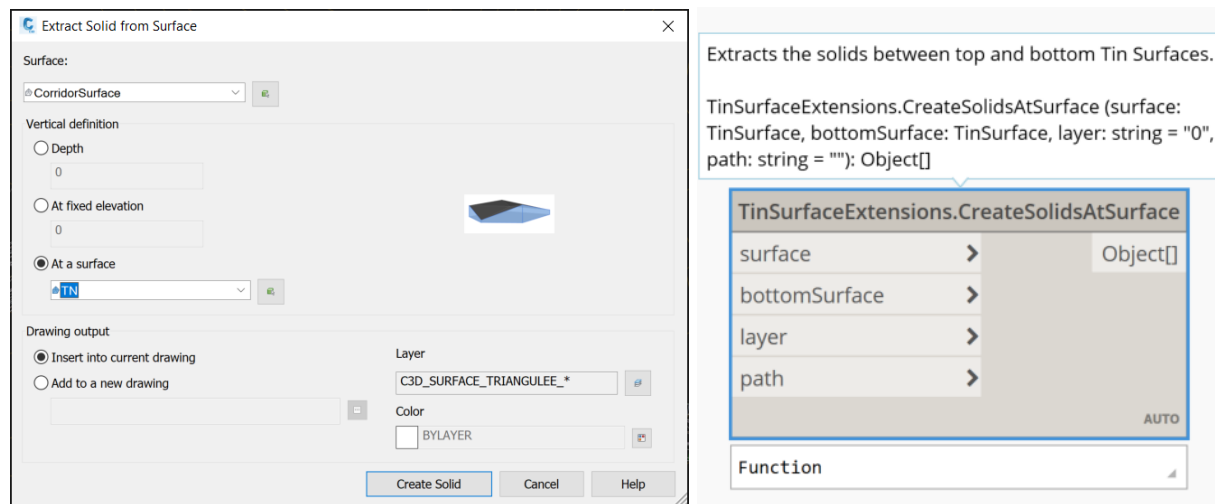 Extract Solid from Surface
Surface:
CorridorSurface
Vertical definition
Depth
0
At fixed elevation
0
At a surface
TN
Drawing output
Insert into current drawing
Add to a new drawing
Layer
C3D_SURFACE_TRIANGULEE_*
Color
BYLAYER
Create Solid
Cancel
Help
Extracts the solids between top and bottom Tin Surfaces.
TinSurfaceExtensions.CreateSolidsAtSurface (surface:
TinSurface, bottomSurface: TinSurface, layer: string = "0",
path: string = ""): Object[]
TinSurfaceExtensions.CreateSolidsAtSurface
surface
Object[]
bottomSurface
layer
path
AUTO
Function